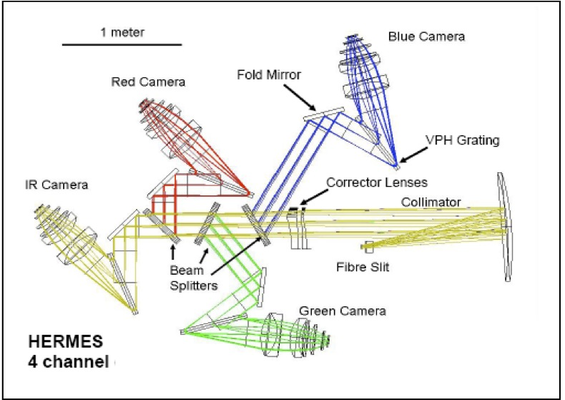 1 meter
Blue Camera
Fold Mirror
Red Camera
VPH Grating
IR Camera
Corrector Lenses
Collimator
Beam
Splitters
Fibre Slit
Green Camera
HERMES
4 channel